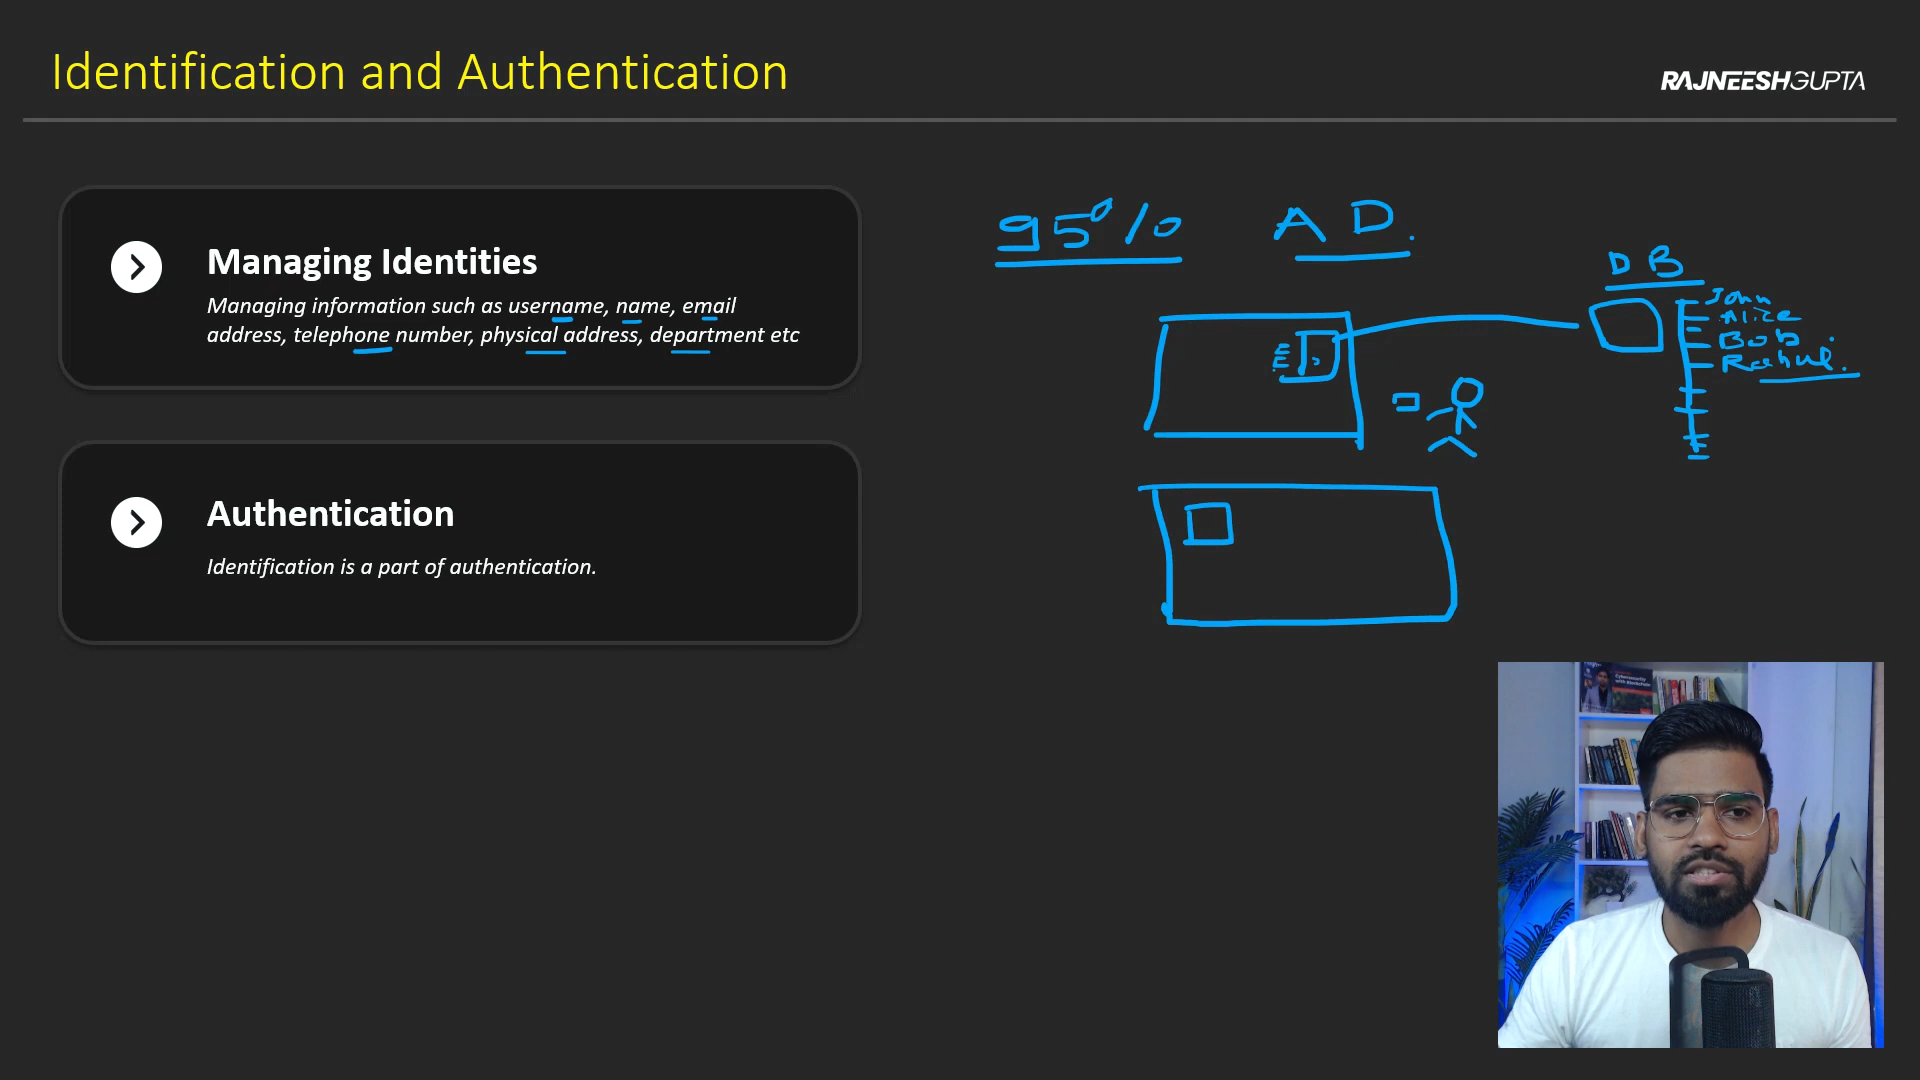 Identification and Authentication
RAJNEESHGUPTA
Managing Identities
Managing information such as username, name, email
address, telephone number, physical address, department etc
Authentication
Identification is a part of authentication.
95% AD.
DB
John
Alice
Bob
Rahul.
E